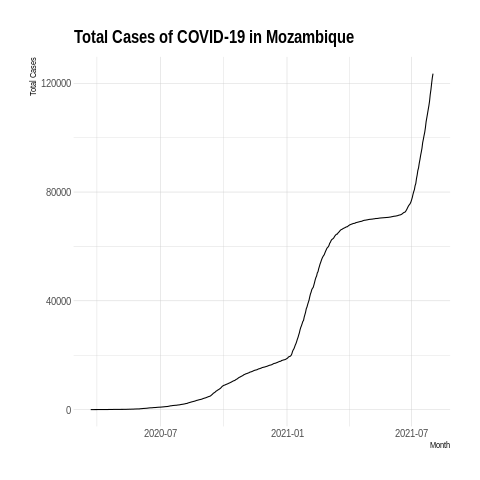 Total Cases of COVID-19 in Mozambique
Total Cases
120000
80000
40000
0
2020-07
2021-01
2021-07
Month